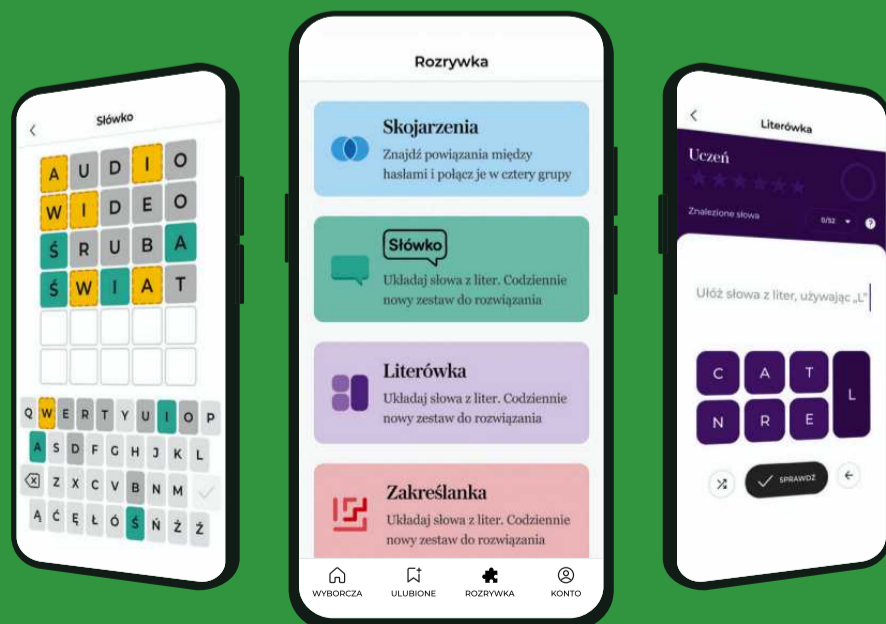 Słówko
A U D I O
W I D E O
Ś R U B A
Ś W I A T
Q W E R T Y U I O P
A S D F G H J K L
Z X C V B N M
Ą Ć Ę Ł Ó Ś Ń Ż Ź
Rozrywka
Skojarzenia
Znajdź powiązania między
hasłami i połącz je w cztery grupy
Słówko
Układaj słowa z liter. Codziennie
nowy zestaw do rozwiązania
Literówka
Układaj słowa z liter. Codziennie
nowy zestaw do rozwiązania
Zakreślanka
Układaj słowa z liter. Codziennie
nowy zestaw do rozwiązania
WYBORCZA ULUBIONE ROZRYWKA KONTO
Literówka
Uczeń
Znalezione słowa 0/52 ?
Ułóż słowa z liter, używając „L"
C A T L
N R E
SPRAWDŹ